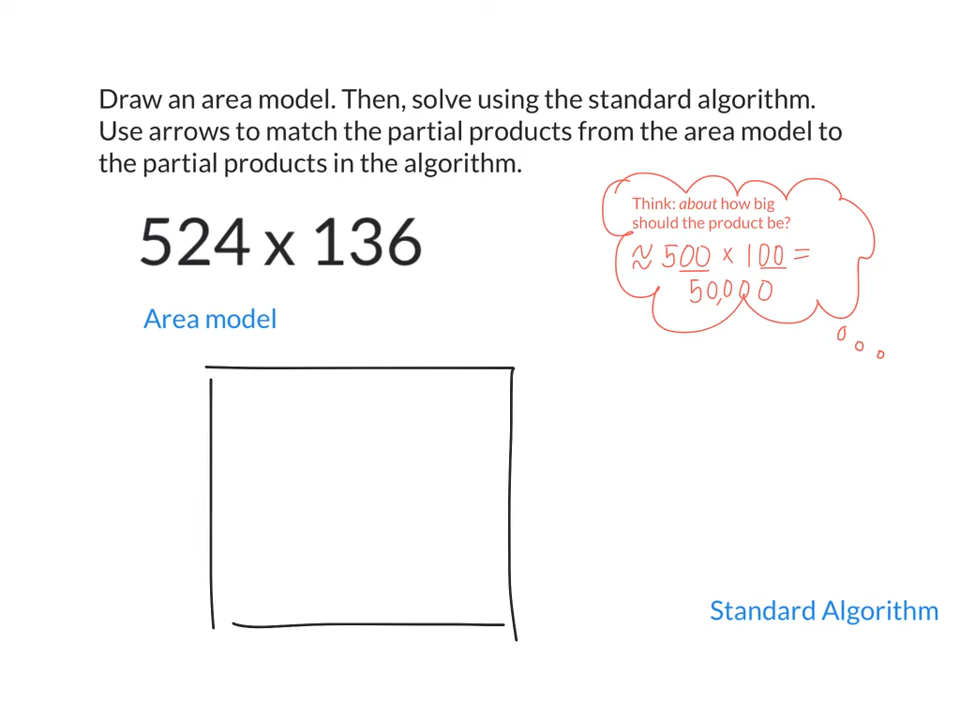 Draw an area model. Then, solve using the standard algorithm.
Use arrows to match the partial products from the area model to
the partial products in the algorithm.
Think: about how big
should the product be?
≈ 500 × 100 =
50,000
524 x 136
Area model
Standard Algorithm